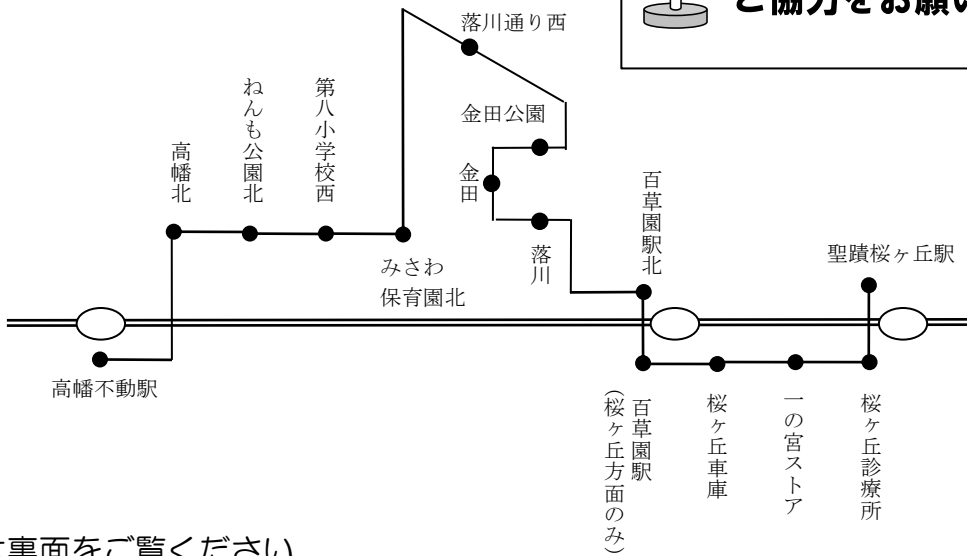 ご協力をお願い
落川通り西
金田公園
金田
落川
百草園駅北
聖蹟桜ヶ丘駅
高幡北
ねんも公園北
第八小学校西
みさわ
保育園北
高幡不動駅
百草園駅
(桜ヶ丘方面のみ)
桜ヶ丘車庫
一の宮ストア
桜ヶ丘診療所
裏面をご覧ください